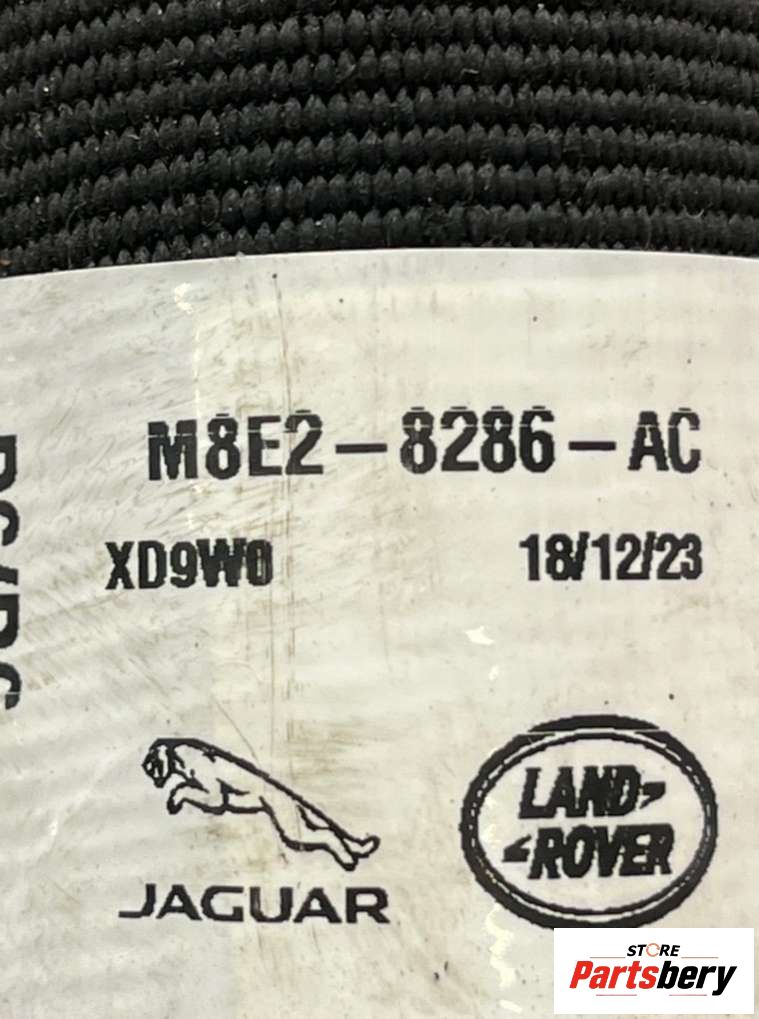 M8E2-8286-AC
XD9W0 18/12/23
JAGUAR
LAND-
-ROVER
STORE
Partsbery